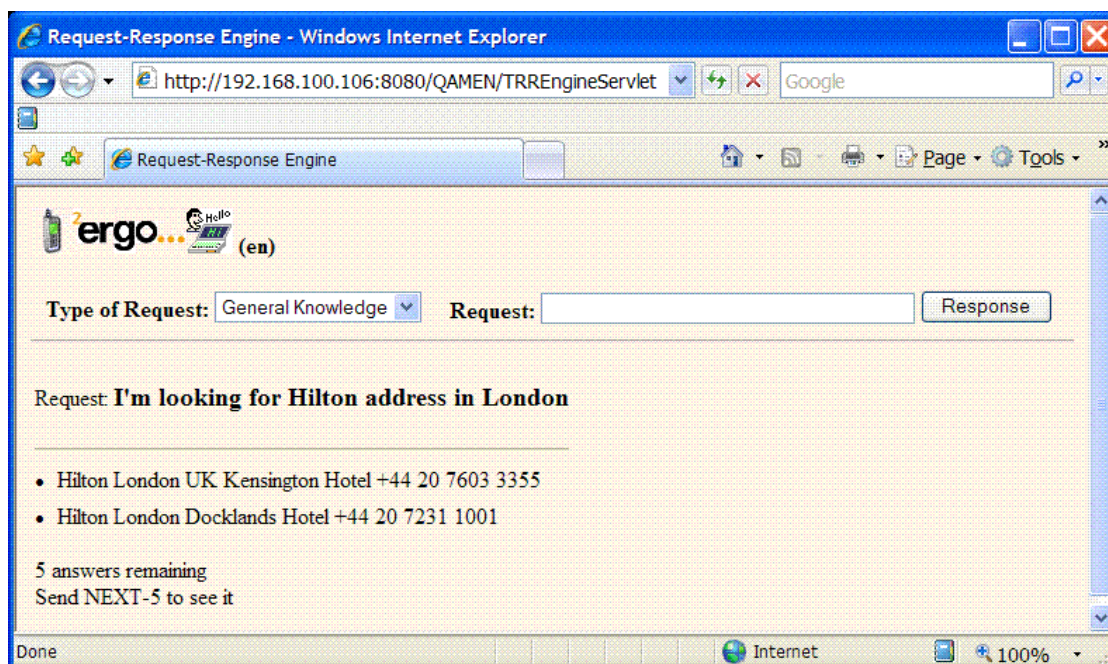 Request-Response Engine - Windows Internet Explorer
http://192.168.100.106:8080/QAMEN/TRREngineServlet Google
Request-Response Engine Page Tools »
2ergo... Hello Hi (en)
Type of Request: General Knowledge Request: Response
Request: I'm looking for Hilton address in London
• Hilton London UK Kensington Hotel +44 20 7603 3355
• Hilton London Docklands Hotel +44 20 7231 1001
5 answers remaining
Send NEXT-5 to see it
Done Internet 100%